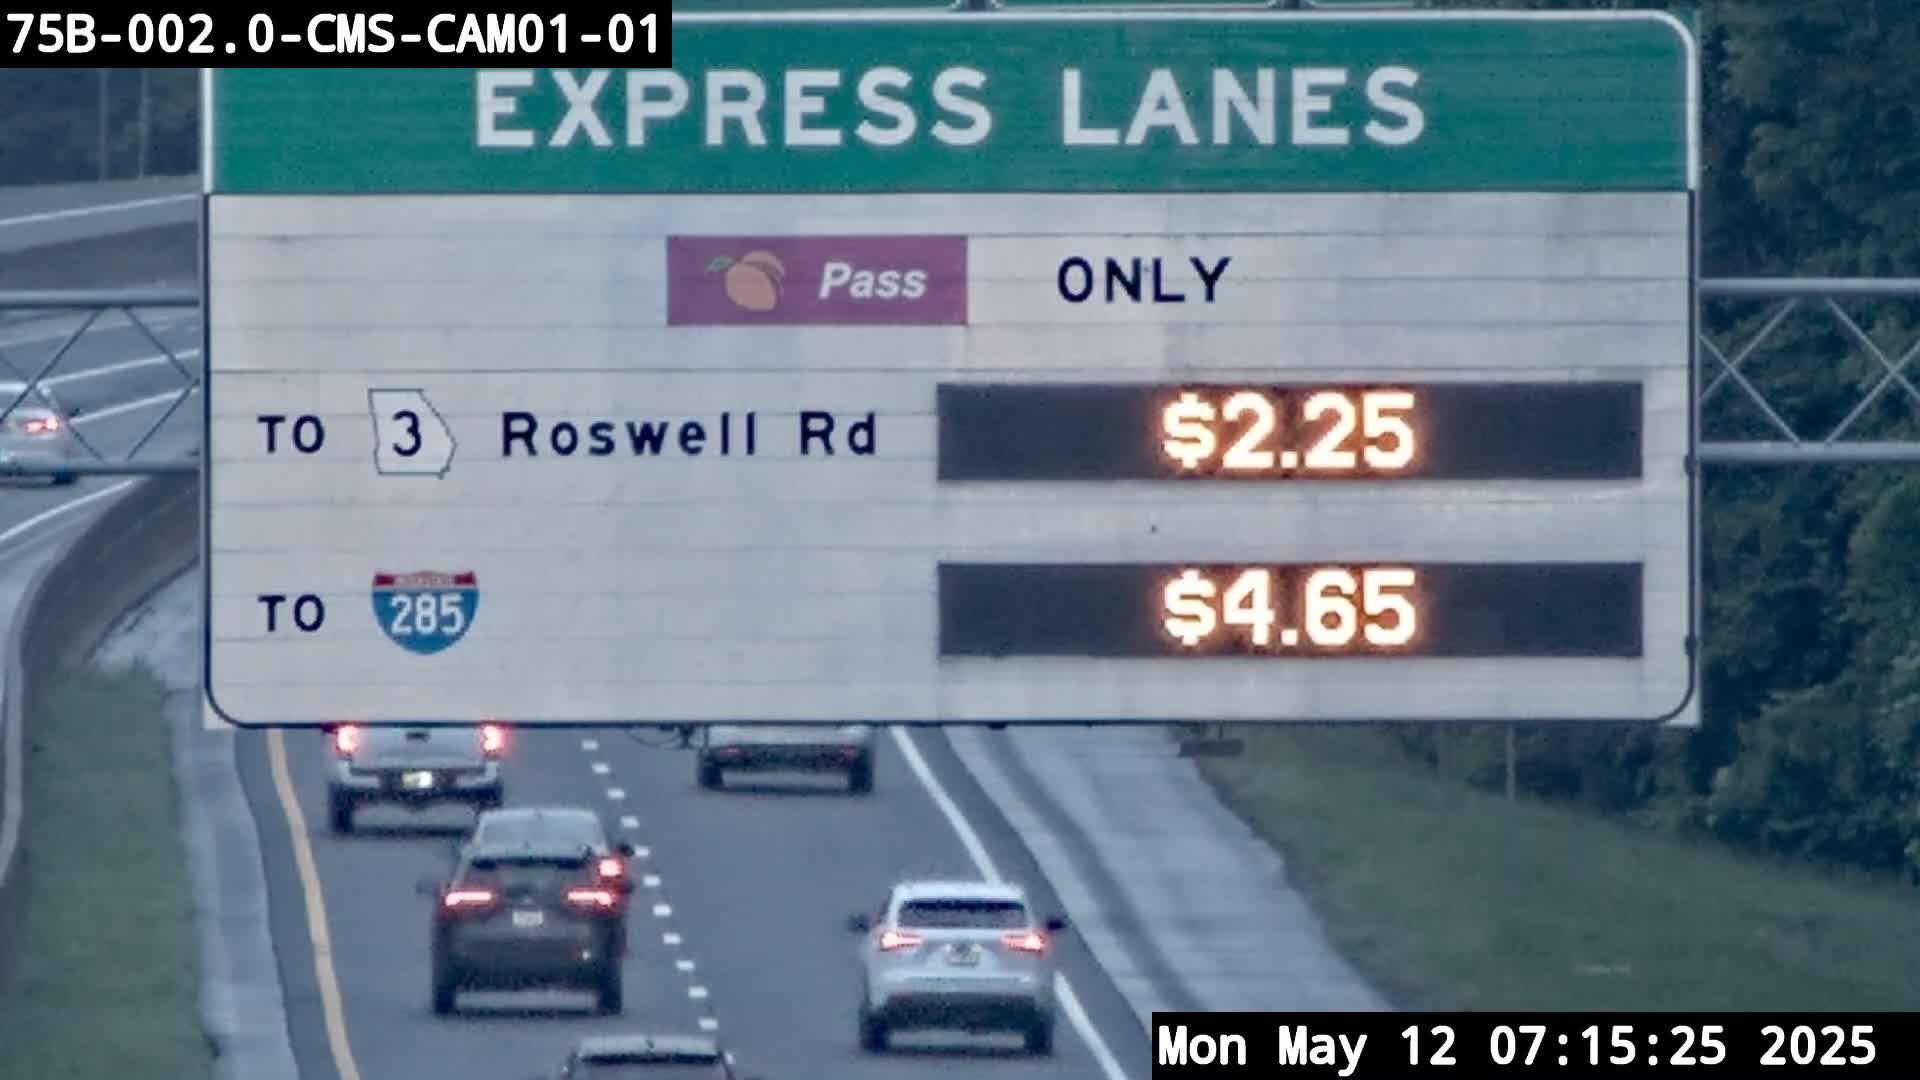 75B-002.0-CMS-CAM01-01
EXPRESS LANES
Pass ONLY
TO 3 Roswell Rd $2.25
TO 285 $4.65
Mon May 12 07:15:25 2025